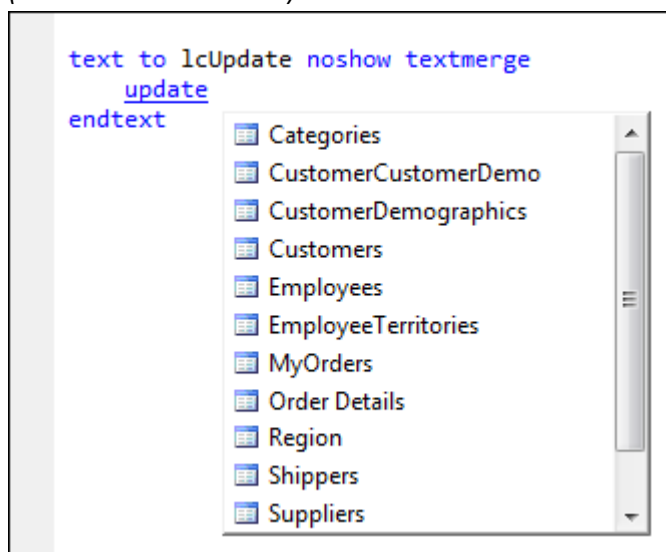 text to lcUpdate noshow textmerge
update
endtext
Categories
CustomerCustomerDemo
CustomerDemographics
Customers
Employees
EmployeeTerritories
MyOrders
Order Details
Region
Shippers
Suppliers